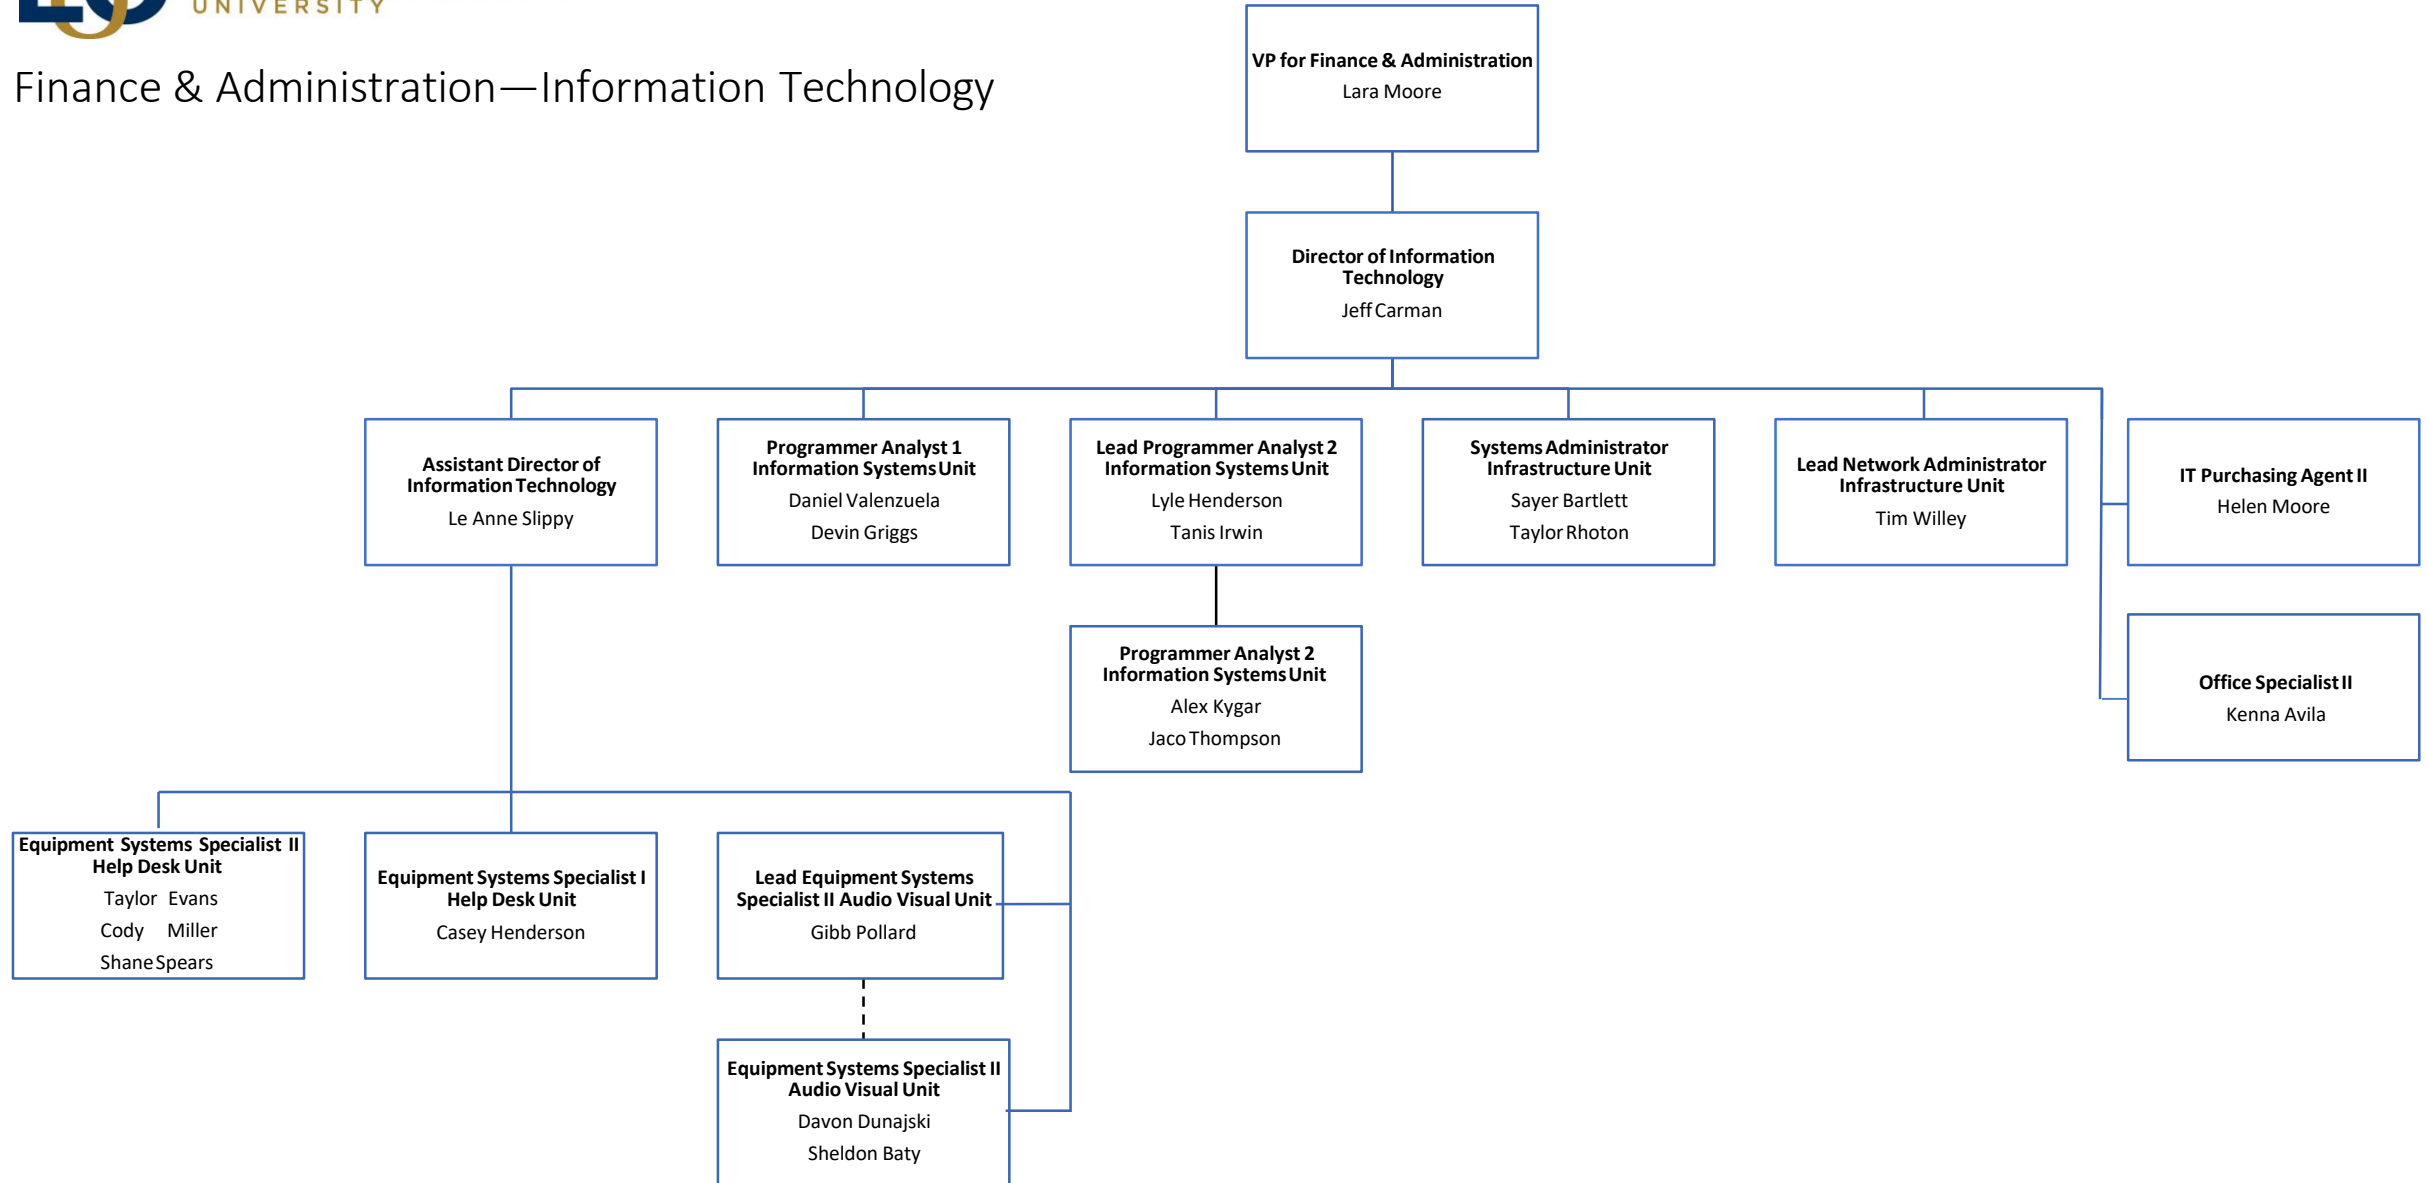 UNIVERSITY
Finance & Administration—Information Technology
VP for Finance & Administration
Lara Moore
Director of Information
Technology
Jeff Carman
Assistant Director of
Information Technology
Le Anne Slippy
Programmer Analyst 1
Information Systems Unit
Daniel Valenzuela
Devin Griggs
Lead Programmer Analyst 2
Information Systems Unit
Lyle Henderson
Tanis Irwin
Systems Administrator
Infrastructure Unit
Sayer Bartlett
Taylor Rhoton
Lead Network Administrator
Infrastructure Unit
Tim Willey
IT Purchasing Agent II
Helen Moore
Programmer Analyst 2
Information Systems Unit
Alex Kygar
Jaco Thompson
Office Specialist II
Kenna Avila
Equipment Systems Specialist II
Help Desk Unit
Taylor Evans
Cody Miller
Shane Spears
Equipment Systems Specialist I
Help Desk Unit
Casey Henderson
Lead Equipment Systems
Specialist II Audio Visual Unit
Gibb Pollard
Equipment Systems Specialist II
Audio Visual Unit
Davon Dunajski
Sheldon Baty